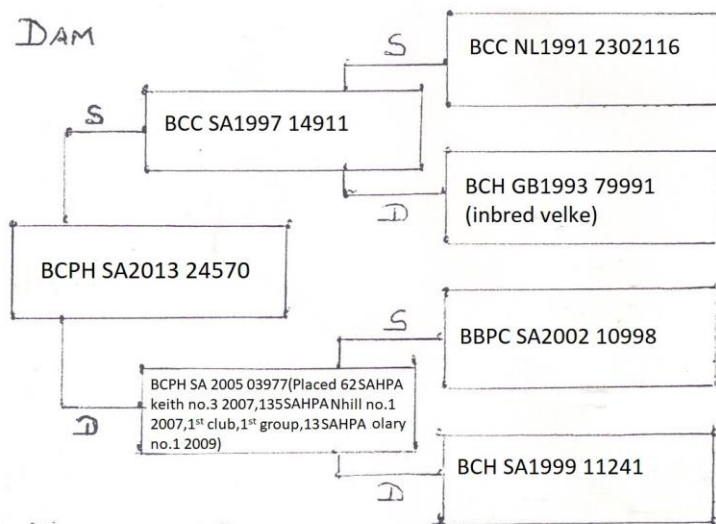 DAM
S
BCC NL1991 2302116
BCC SA1997 14911
S
BCH GB1993 79991
(inbred velke)
D
BCPH SA2013 24570
S
BBPC SA2002 10998
BCPH SA 2005 03977(Placed 62SAHPA
keith no.3 2007,135SAHPA Nhill no.1
2007,1st club,1st group,13SAHPA olary
no.1 2009)
D
BCH SA1999 11241
D